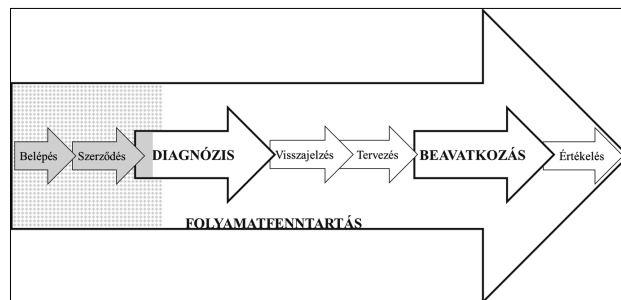 Belépés
Szerződés
DIAGNÓZIS
Visszajelzés
Tervezés
BEAVATKOZÁS
Értékelés
FOLYAMATFENNTARTÁS